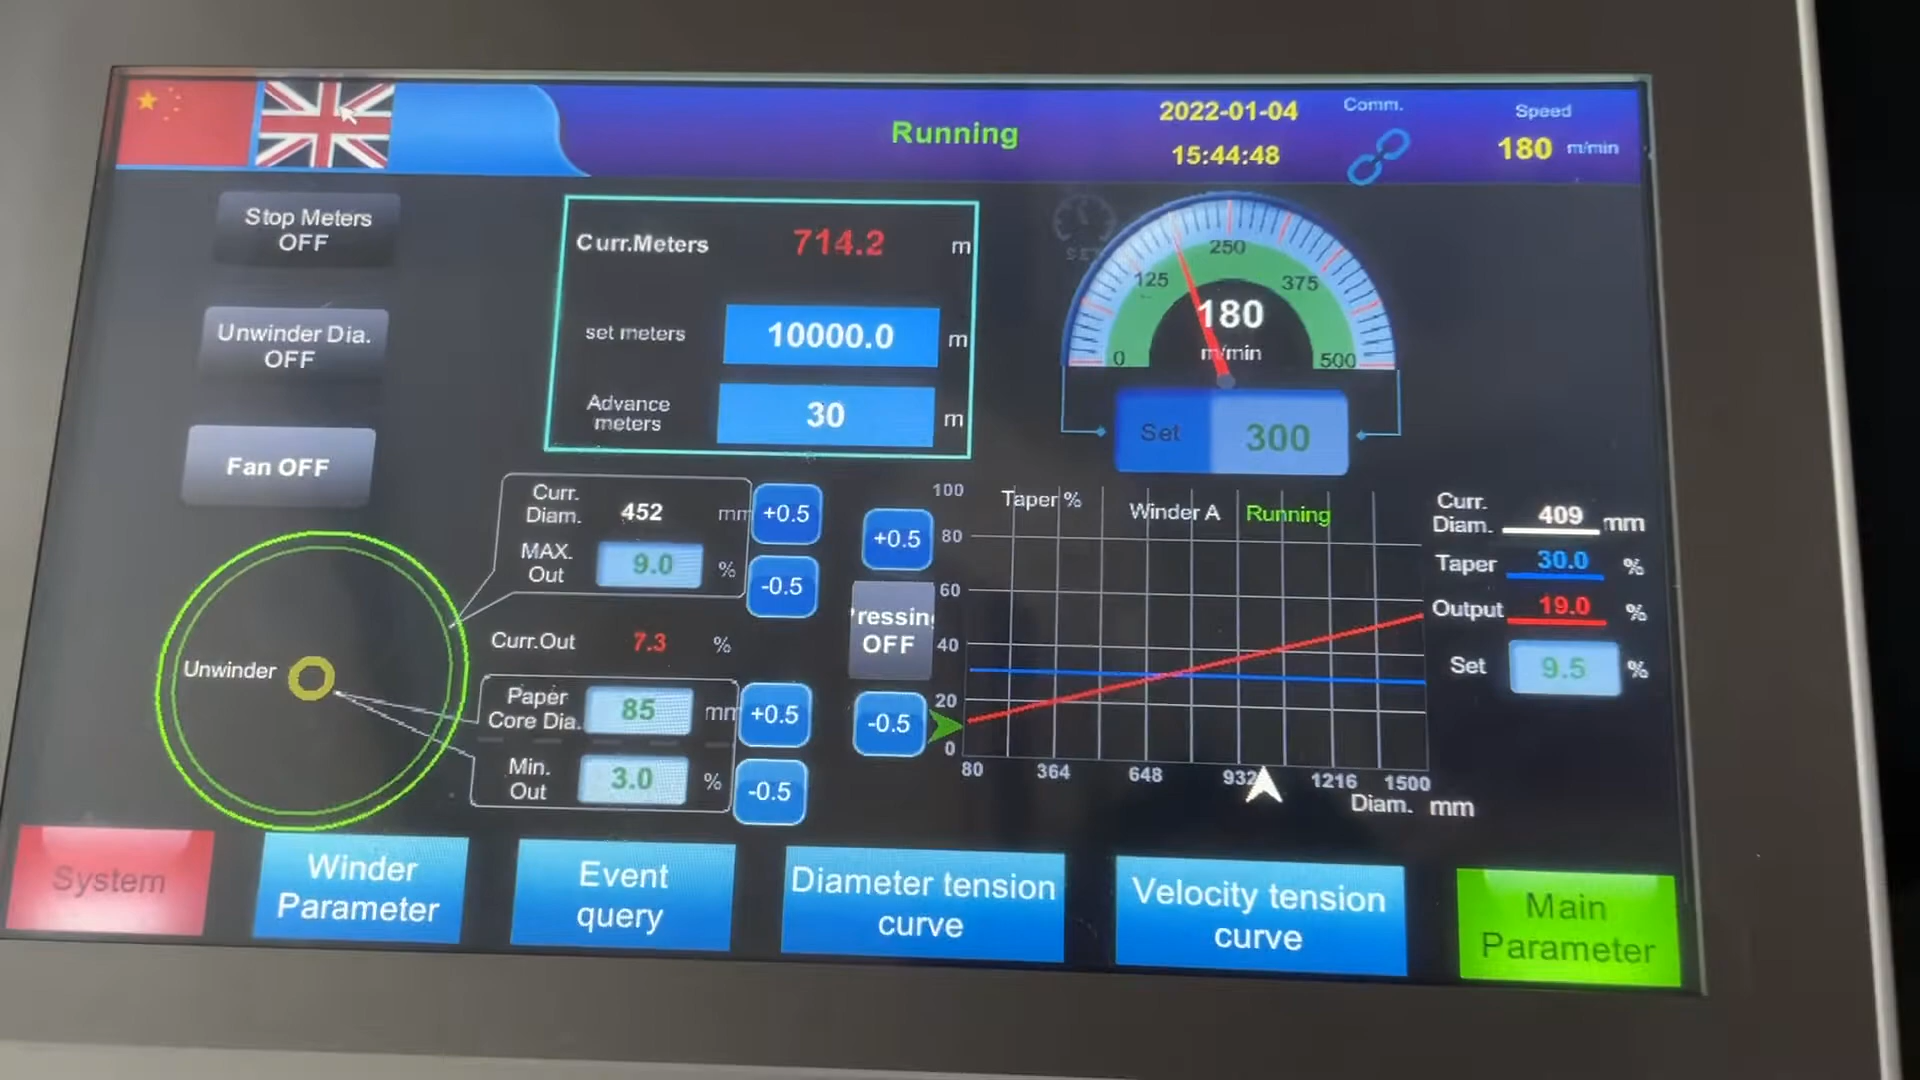 Running
2022-01-04
15:44:48
Comm.
Speed
180 m/min
Stop Meters
OFF
Unwinder Dia.
OFF
Fan OFF
Curr.Meters 714.2 m
set meters 10000.0 m
Advance
meters
30 m
SET
0 125 250 375 500
180
m/min
Set 300
Curr.
Diam.
452 mm
+0.5
MAX.
Out
9.0 %
-0.5
Curr.Out 7.3 %
Unwinder
Paper
Core Dia.
85 mm
+0.5
Min.
Out
3.0 %
-0.5
+0.5
Pressing
OFF
-0.5
Taper % Winder A Running
100
80
60
40
20
0
80 364 648 932 1216 1500
Diam. mm
Curr.
Diam.
409 mm
Taper 30.0 %
Output 19.0 %
Set 9.5 %
System
Winder
Parameter
Event
query
Diameter tension
curve
Velocity tension
curve
Main
Parameter